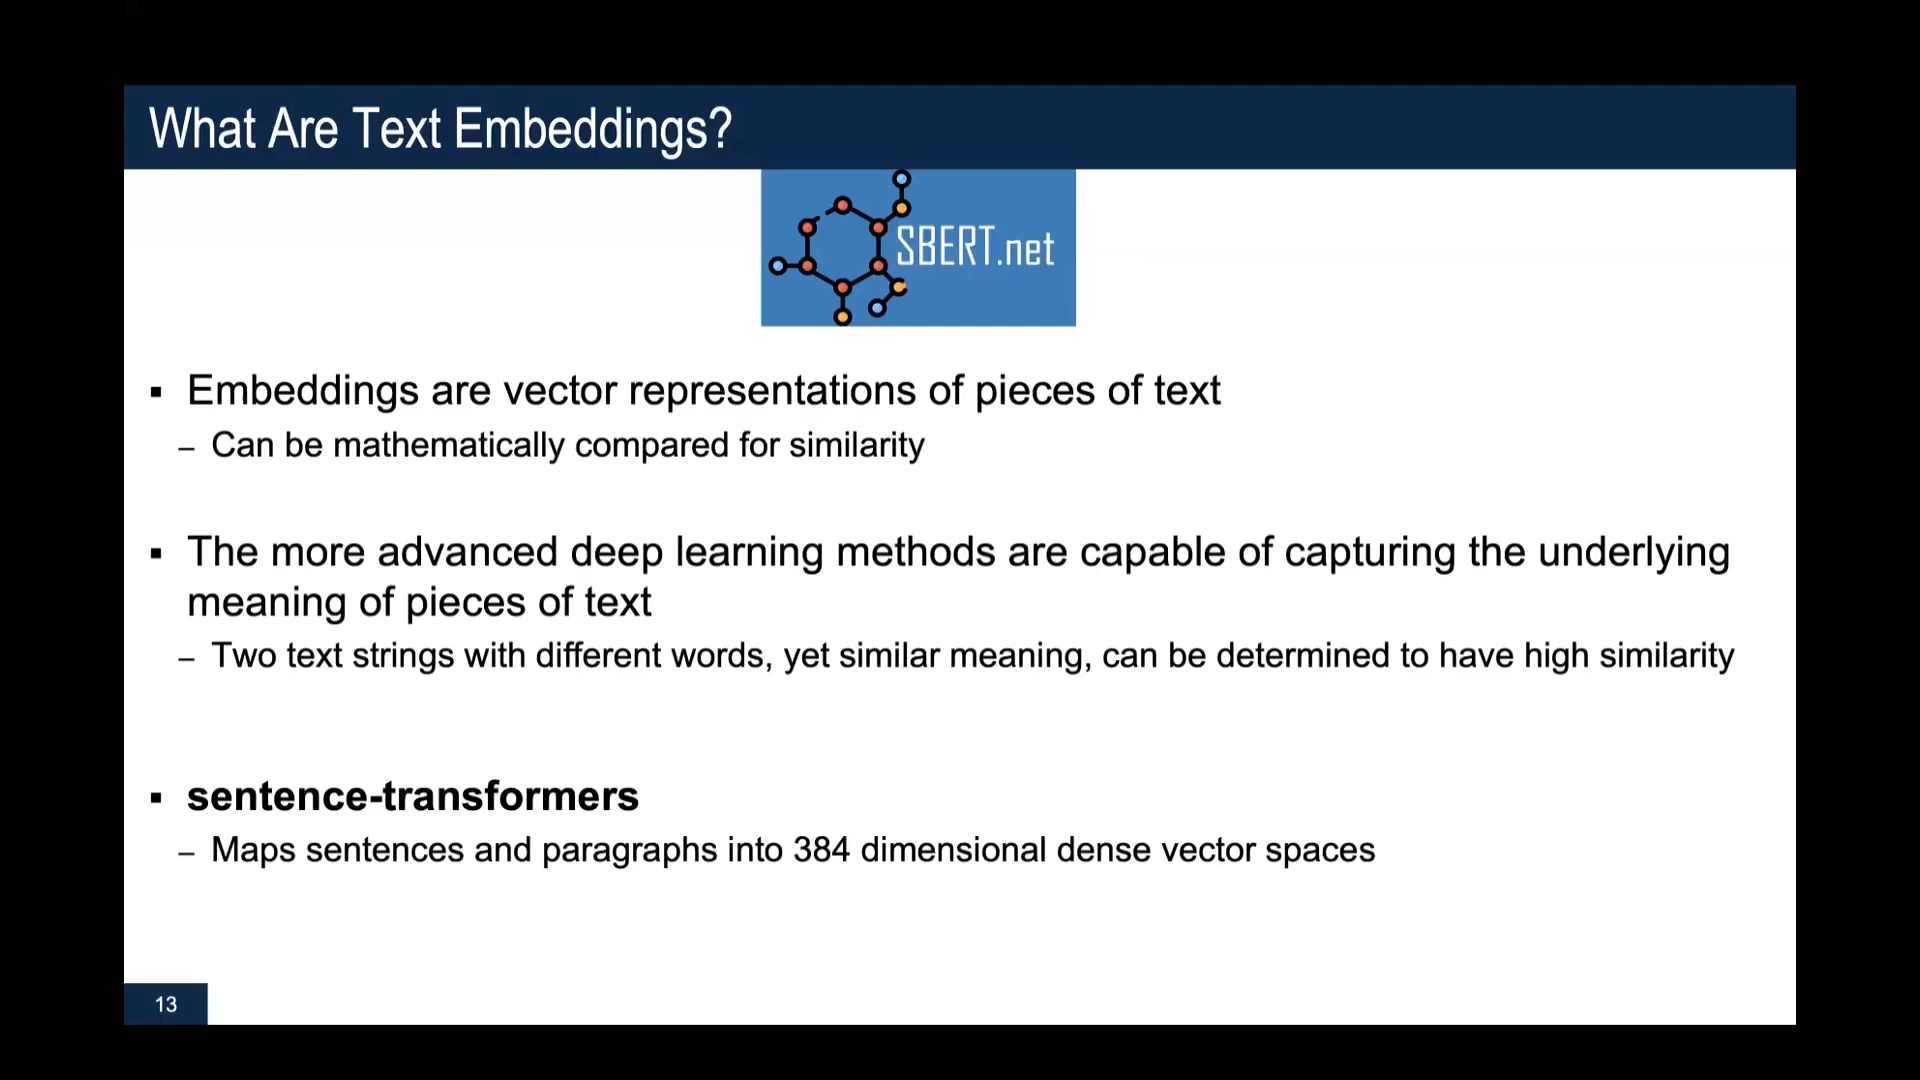 What Are Text Embeddings?
SBERT.net
▪ Embeddings are vector representations of pieces of text
– Can be mathematically compared for similarity
▪ The more advanced deep learning methods are capable of capturing the underlying
meaning of pieces of text
– Two text strings with different words, yet similar meaning, can be determined to have high similarity
▪ sentence-transformers
– Maps sentences and paragraphs into 384 dimensional dense vector spaces
13